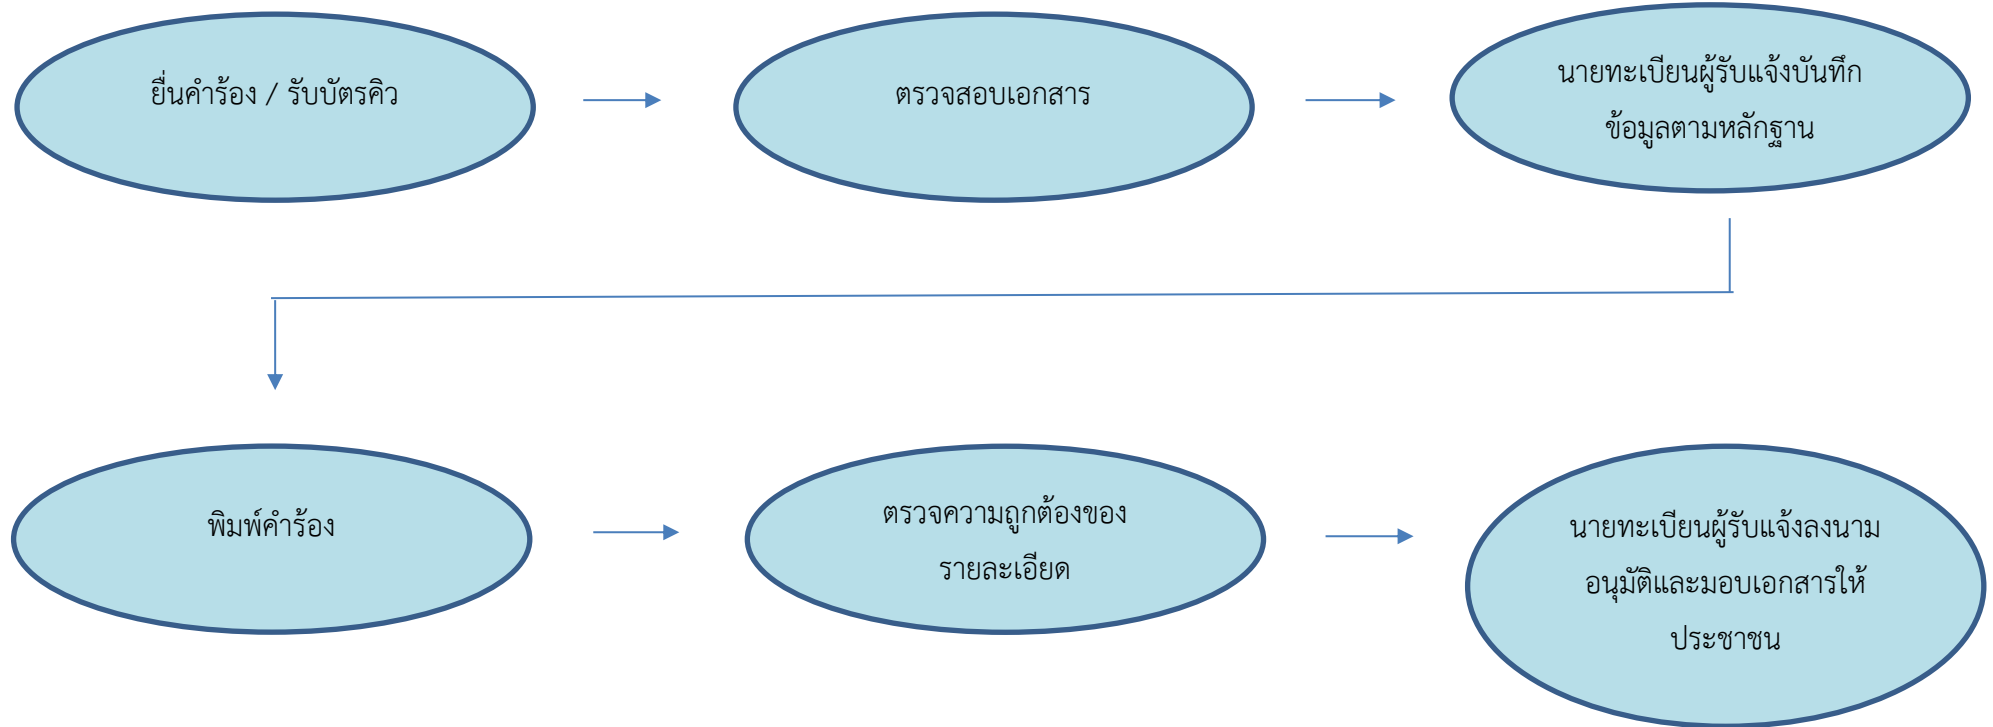 ยื่นคำร้อง / รับบัตรคิว
ตรวจสอบเอกสาร
นายทะเบียนผู้รับแจ้งบันทึก
ข้อมูลตามหลักฐาน
พิมพ์คำร้อง
ตรวจความถูกต้องของ
รายละเอียด
นายทะเบียนผู้รับแจ้งลงนาม
อนุมัติและมอบเอกสารให้
ประชาชน